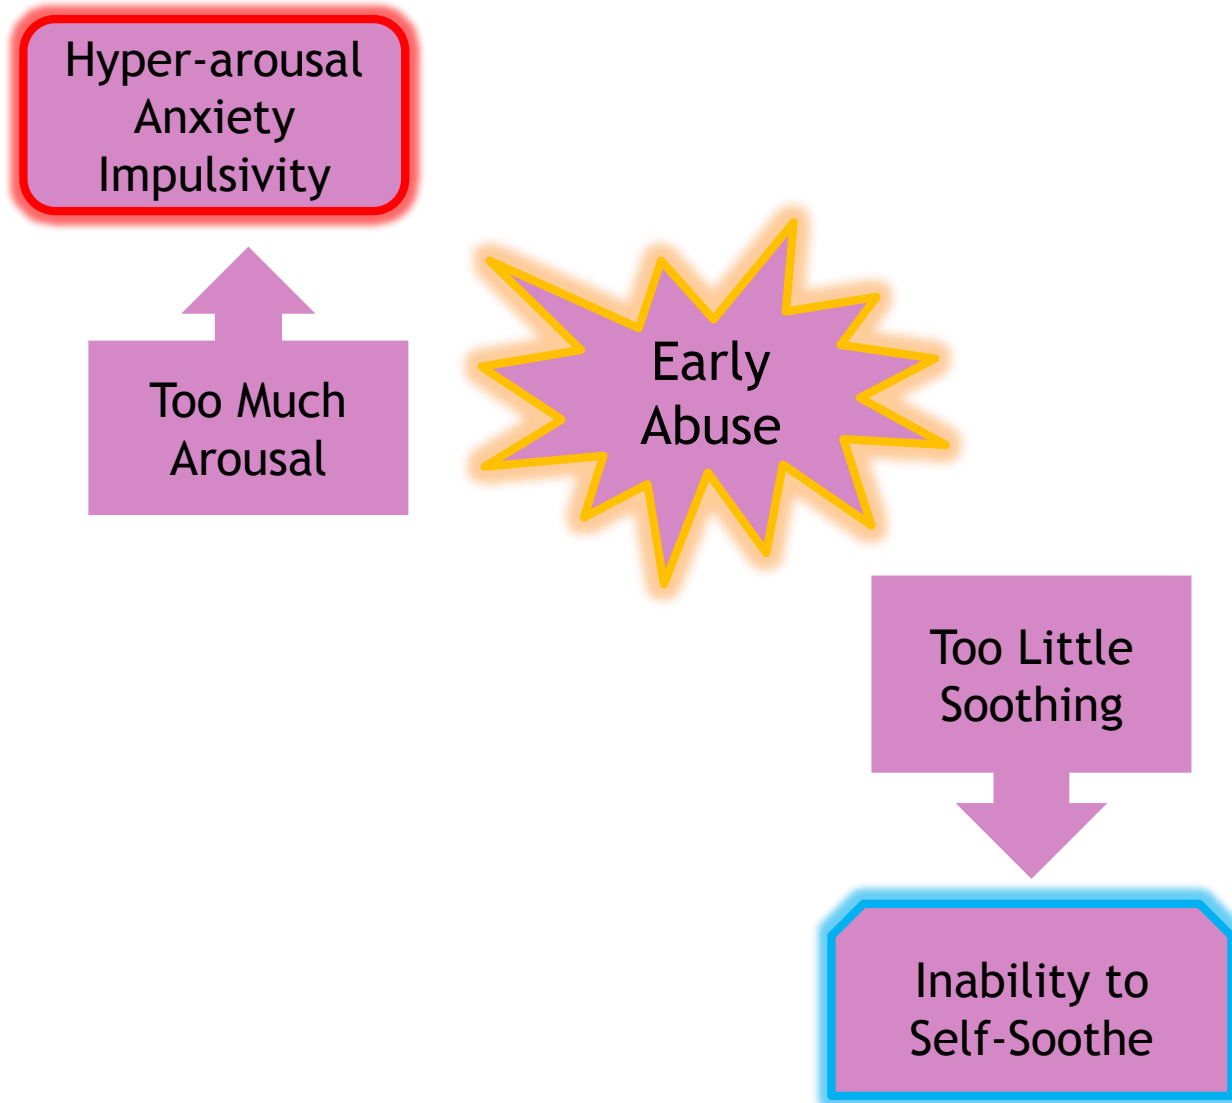 Hyper-arousal
Anxiety
Impulsivity
Too Much
Arousal
Early
Abuse
Too Little
Soothing
Inability to
Self-Soothe